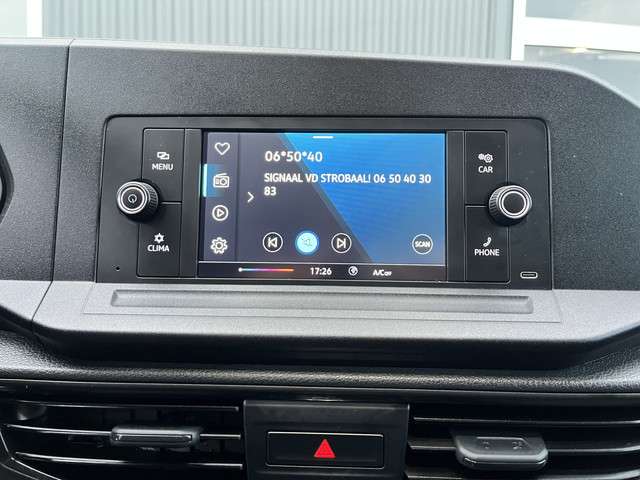 MENU
CLIMA
06*50*40
SIGNAAL VD STROBAAL! 06 50 40 30
83
SCAN
17:26
A/C OFF
CAR
PHONE